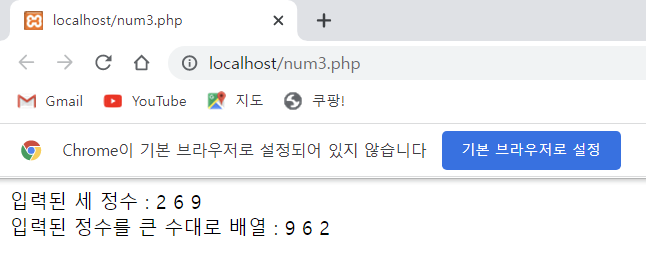 localhost/num3.php
localhost/num3.php
Gmail YouTube 지도 쿠팡!
Chrome이 기본 브라우저로 설정되어 있지 않습니다 기본 브라우저로 설정
입력된 세 정수 : 2 6 9
입력된 정수를 큰 수대로 배열 : 9 6 2